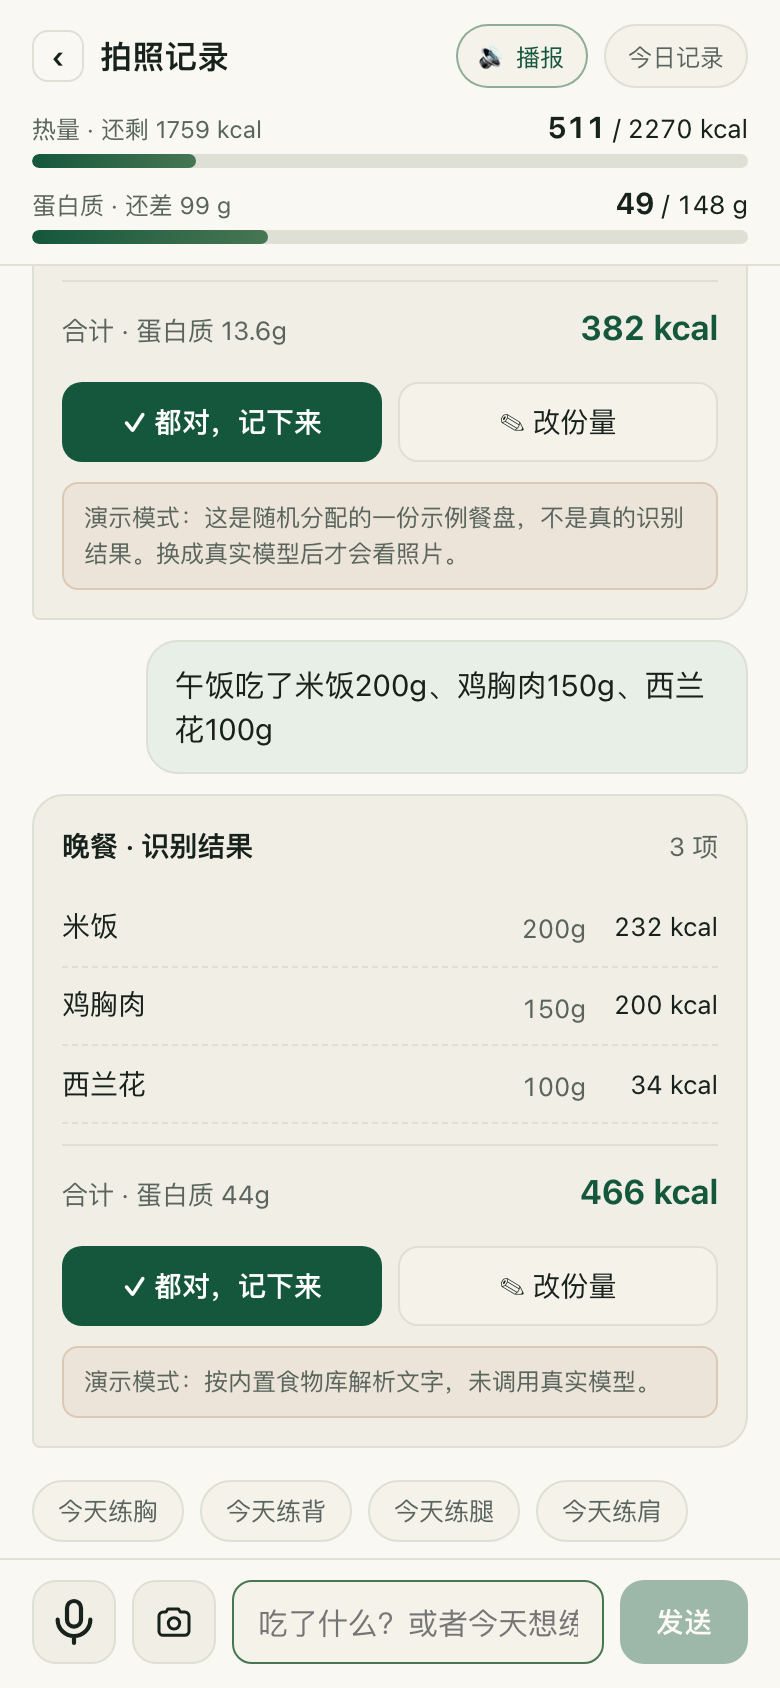 ‹ 拍照记录 播报 今日记录
热量 · 还剩 1759 kcal 511 / 2270 kcal
蛋白质 · 还差 99 g 49 / 148 g
合计 · 蛋白质 13.6g 382 kcal
✓ 都对，记下来 ✎ 改份量
演示模式：这是随机分配的一份示例餐盘，不是真的识别
结果。换成真实模型后才会看照片。
午饭吃了米饭200g、鸡胸肉150g、西兰
花100g
晚餐 · 识别结果 3 项
米饭 200g 232 kcal
鸡胸肉 150g 200 kcal
西兰花 100g 34 kcal
合计 · 蛋白质 44g 466 kcal
✓ 都对，记下来 ✎ 改份量
演示模式：按内置食物库解析文字，未调用真实模型。
今天练胸 今天练背 今天练腿 今天练肩
吃了什么？或者今天想练 发送